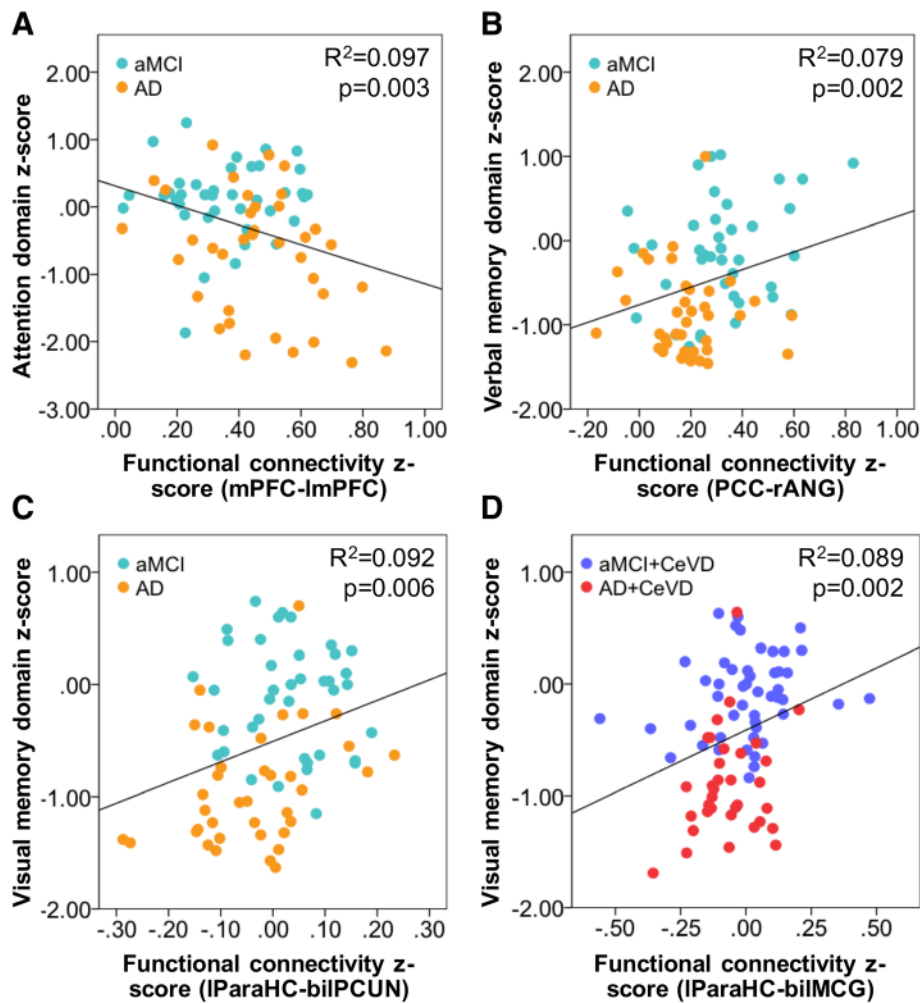 A
aMCI
AD
R²=0.097
p=0.003
2.00
1.00
.00
-1.00
-2.00
-3.00
Attention domain z-score
.00 .20 .40 .60 .80 1.00
Functional connectivity z-
score (mPFC-lmPFC)
B
aMCI
AD
R²=0.079
p=0.002
2.00
1.00
.00
-1.00
-2.00
Verbal memory domain z-score
-.20 .00 .20 .40 .60 .80 1.00
Functional connectivity z-
score (PCC-rANG)
C
aMCI
AD
R²=0.092
p=0.006
1.00
.00
-1.00
-2.00
Visual memory domain z-score
-.30 -.20 -.10 .00 .10 .20 .30
Functional connectivity z-
score (lParaHC-bilPCUN)
D
aMCI+CeVD
AD+CeVD
R²=0.089
p=0.002
1.00
.00
-1.00
-2.00
Visual memory domain z-score
-.50 -.25 .00 .25 .50
Functional connectivity z-
score (lParaHC-bilMCG)